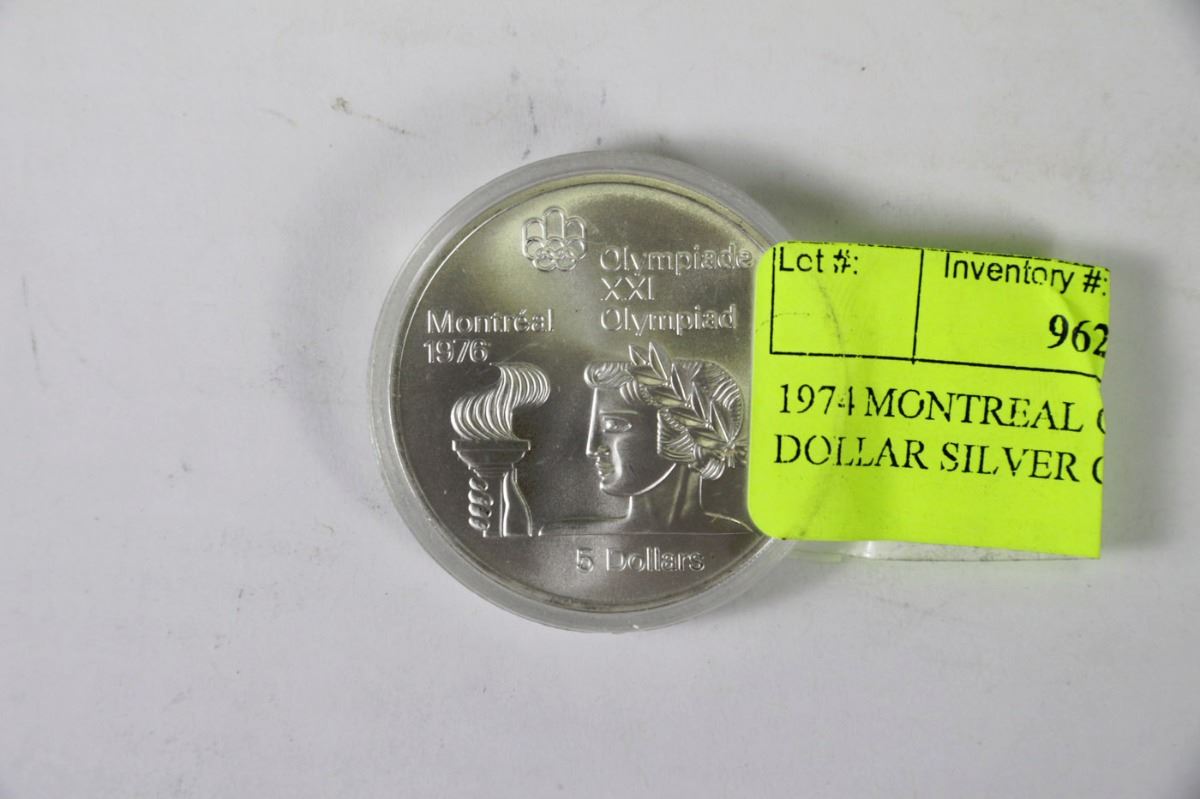 Olympiade
XXI
Olympiad
Montréal
1976
5 Dollars
Lot #:
Inventory #:
962
1974 MONTREAL
DOLLAR SILVER